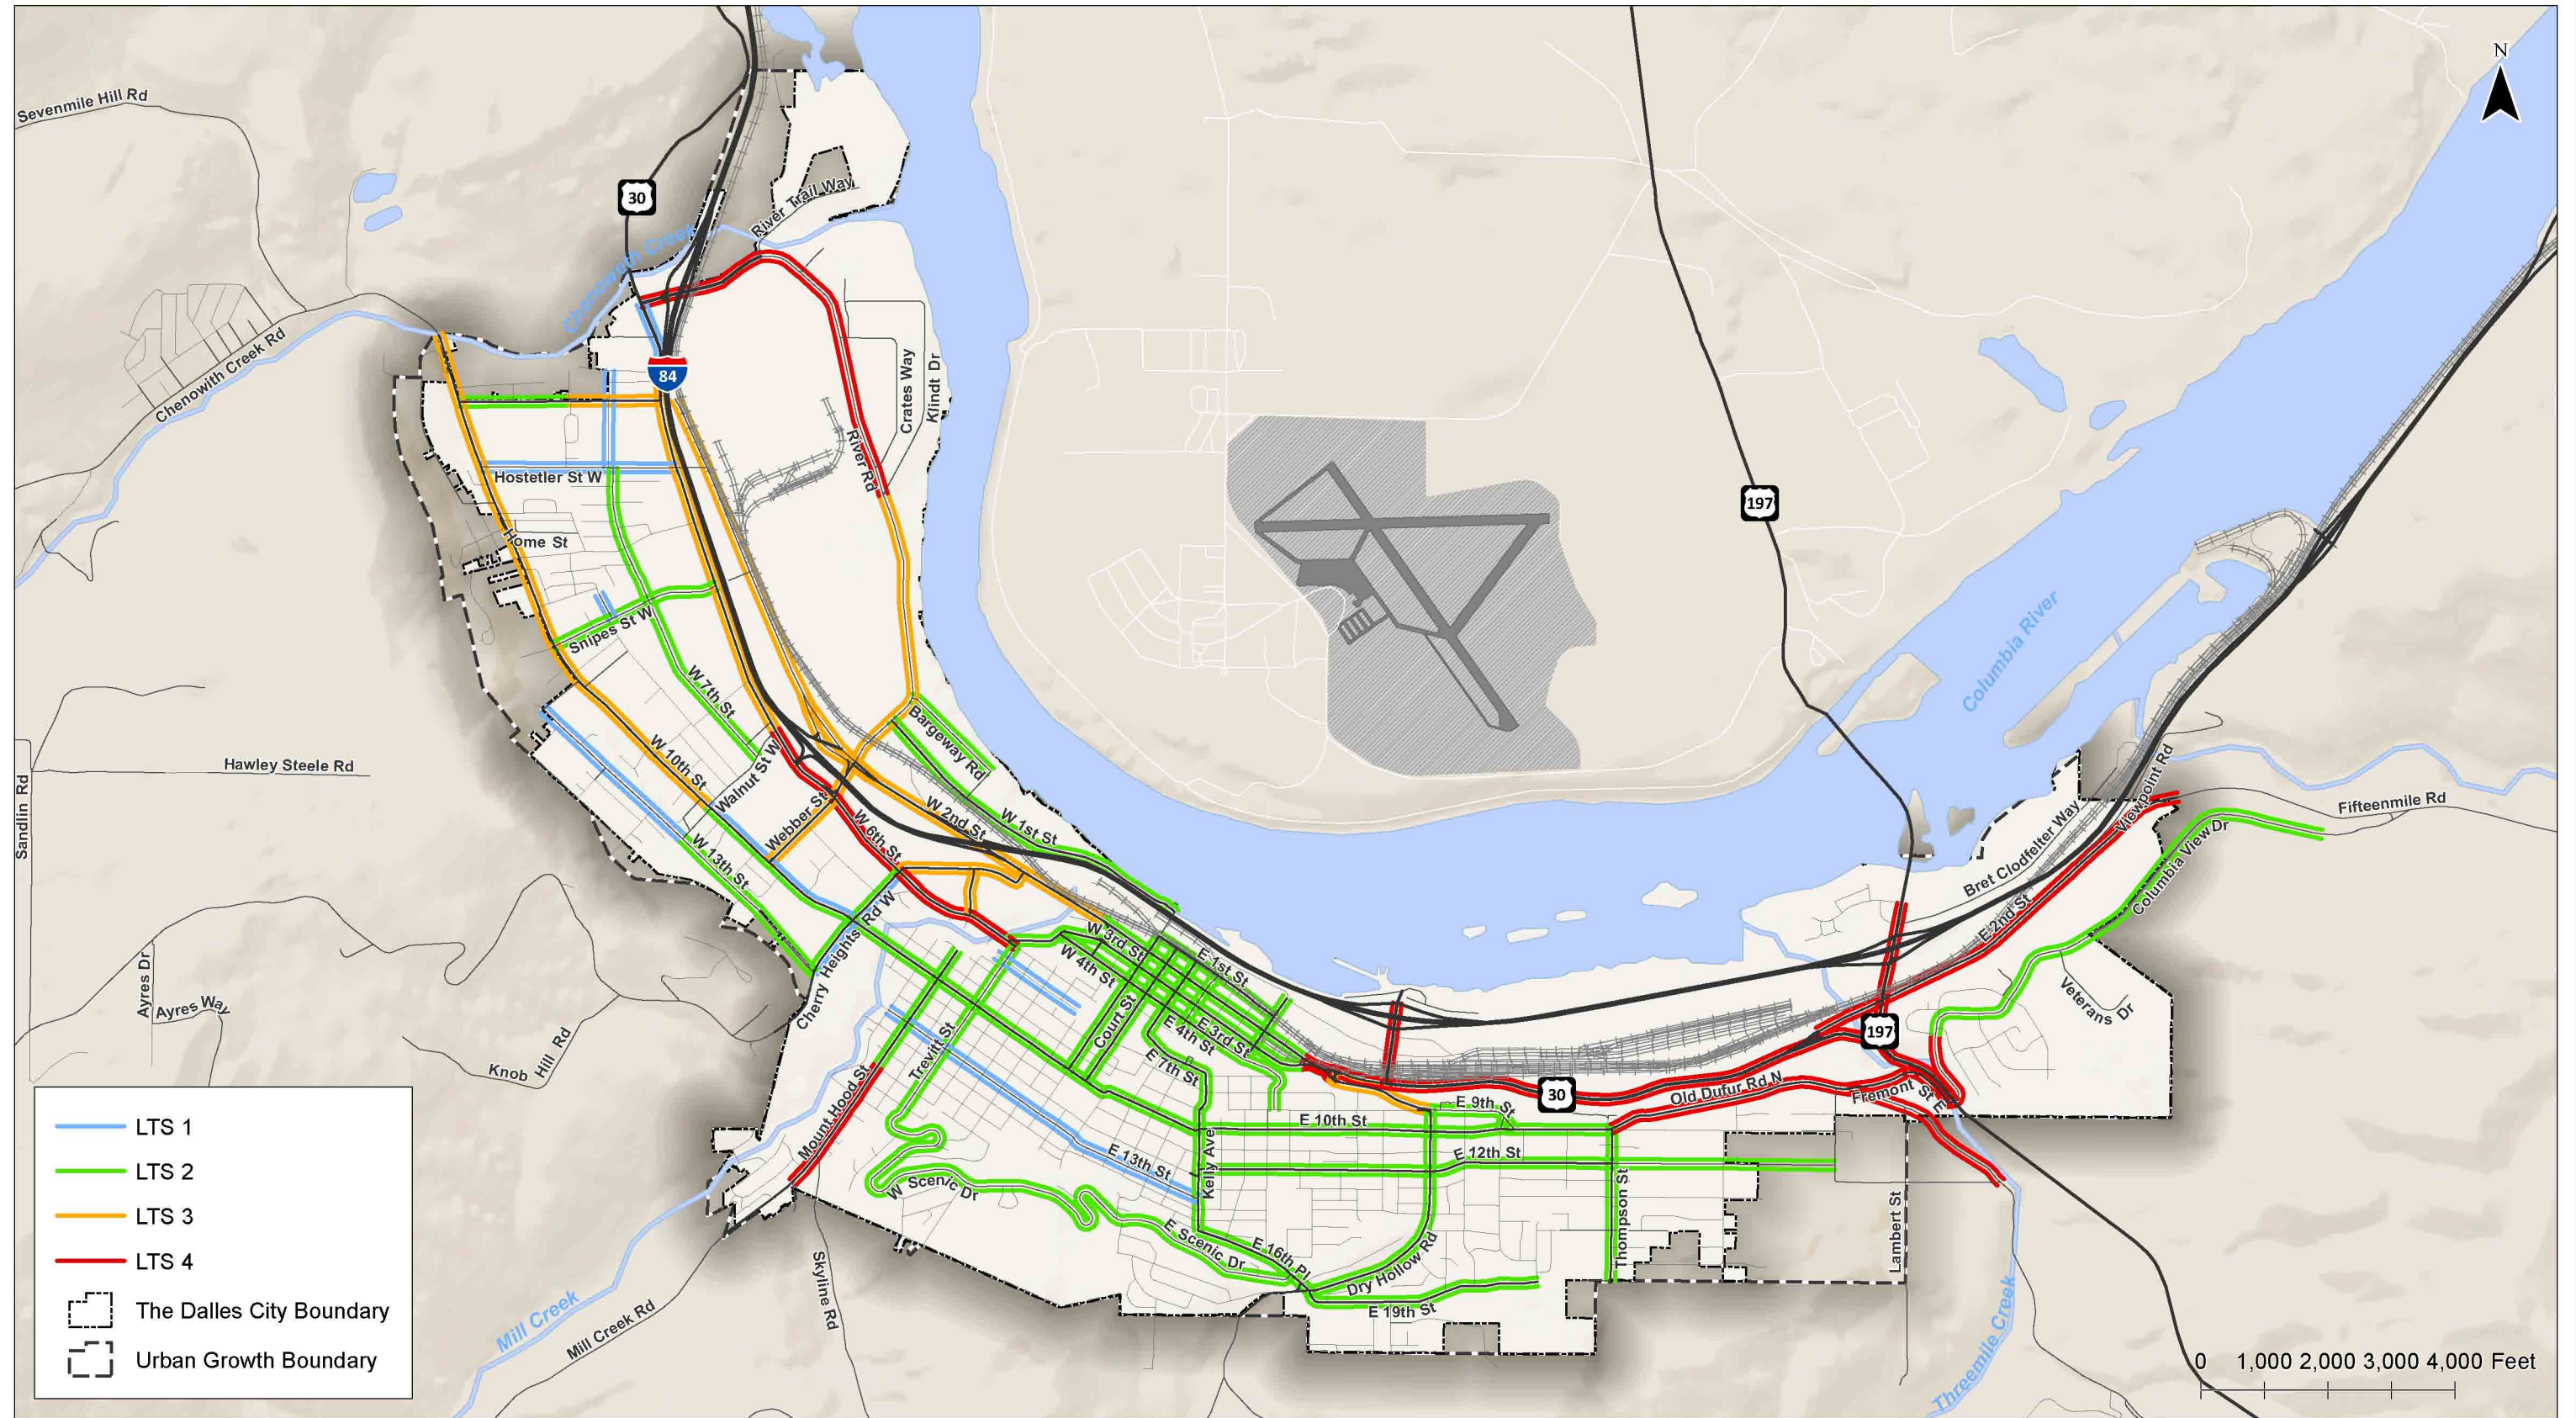 N
Sevenmile Hill Rd
30
River Trail Way
Chenoweth Creek
Chenowith Creek Rd
84
Crates Way
Klindt Dr
River Rd
Hostetler St W
197
Home St
Snipes St W
Columbia River
W 7th St
Bargeway Rd
W 10th St
Walnut St W
Hawley Steele Rd
Sandlin Rd
Webber St
W 2nd St
W 1st St
W 6th St
W 13th St
Viewpoint Rd
Fifteenmile Rd
Bret Clodfelter Way
Columbia View Dr
Cherry Heights Rd W
W 3rd St
W 4th St
E 1st St
E 2nd St
Ayres Dr
Ayres Way
Court St
E 3rd St
E 4th St
Veterans Dr
197
Knob Hill Rd
Trevitt St
E 7th St
Mount Hood St
30
Old Dufur Rd N
Fremont St E
E 9th St
E 10th St
E 12th St
E 13th St
Kelly Ave
W Scenic Dr
Thompson St
Lambert St
E Scenic Dr
E 16th Pl
Dry Hollow Rd
E 19th St
Skyline Rd
Mill Creek
Mill Creek Rd
Threemile Creek
LTS 1
LTS 2
LTS 3
LTS 4
The Dalles City Boundary
Urban Growth Boundary
0 1,000 2,000 3,000 4,000 Feet